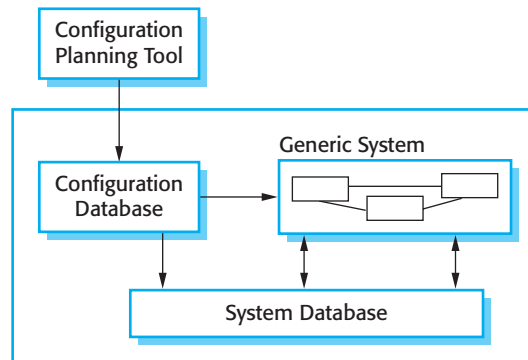 Configuration
Planning Tool
Generic System
Configuration
Database
System Database